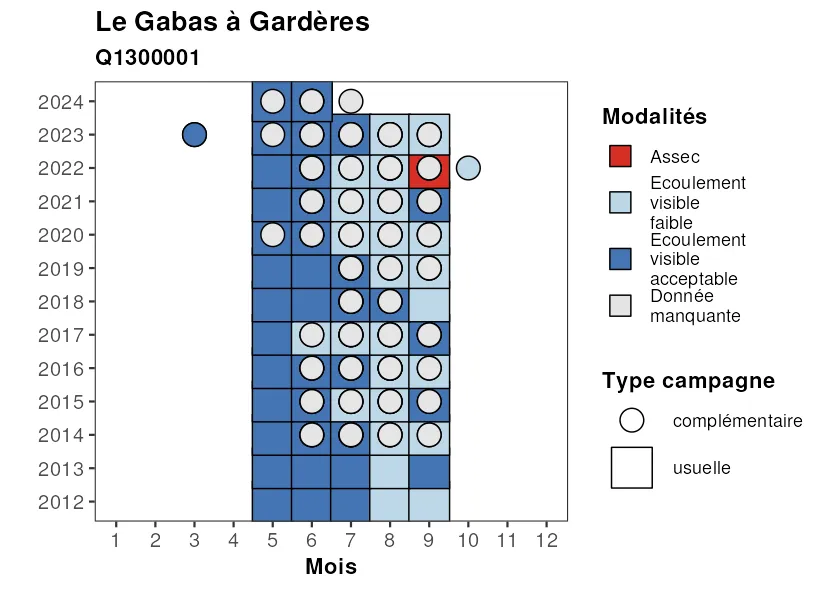 Le Gabas à Gardères
Q1300001
2024
2023
2022
2021
2020
2019
2018
2017
2016
2015
2014
2013
2012
1 2 3 4 5 6 7 8 9 10 11 12
Mois
Modalités
Assec
Ecoulement
visible
faible
Ecoulement
visible
acceptable
Donnée
manquante
Type campagne
complémentaire
usuelle